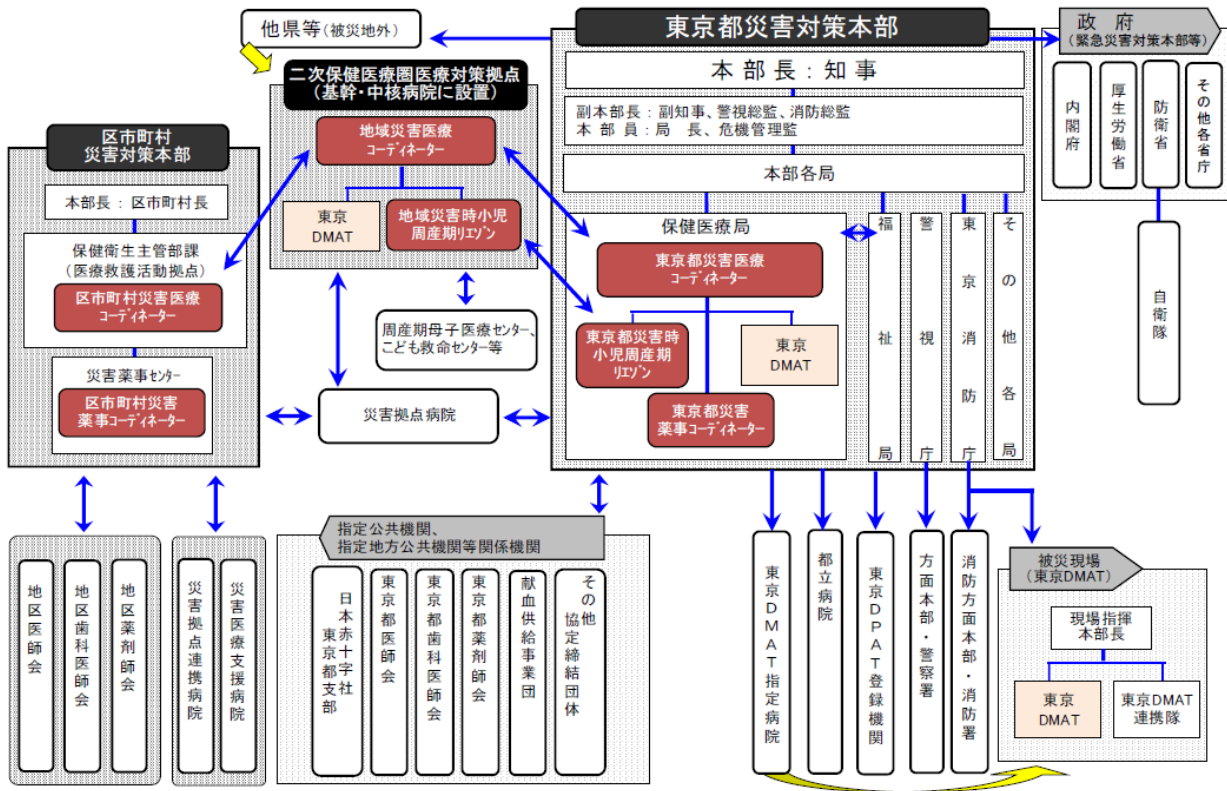 他県等(被災地外)
東京都災害対策本部
政 府
(緊急災害対策本部等)
本 部 長 : 知 事
二次保健医療圏医療対策拠点
(基幹・中核病院に設置)
内閣府
厚生労働省
防衛省
その他各省庁
副本部長:副知事、警視総監、消防総監
本 部 員:局 長、危機管理監
地域災害医療
コーディネーター
区市町村
災害対策本部
本部各局
本部長 : 区市町村長
東京
DMAT
地域災害時小児
周産期リエゾン
保健医療局
福祉局
警視庁
東京消防庁
その他各局
保健衛生主管部課
(医療救護活動拠点)
東京都災害医療
コーディネーター
区市町村災害医療
コーディネーター
自衛隊
周産期母子医療センター、
こども救命センター等
東京都災害時
小児周産期
リエゾン
東京
DMAT
災害薬事センター
区市町村災害
薬事コーディネーター
災害拠点病院
東京都災害
薬事コーディネーター
指定公共機関、
指定地方公共機関等関係機関
地区医師会
地区歯科医師会
地区薬剤師会
災害拠点連携病院
災害医療支援病院
日本赤十字社
東京都支部
東京都医師会
東京都歯科医師会
東京都薬剤師会
献血供給事業団
その他
協定締結団体
東京DMAT指定病院
都立病院
東京DPAT登録機関
方面本部・警察署
消防方面本部・消防署
被災現場
(東京DMAT)
現場指揮
本部長
東京
DMAT
東京DMAT
連携隊